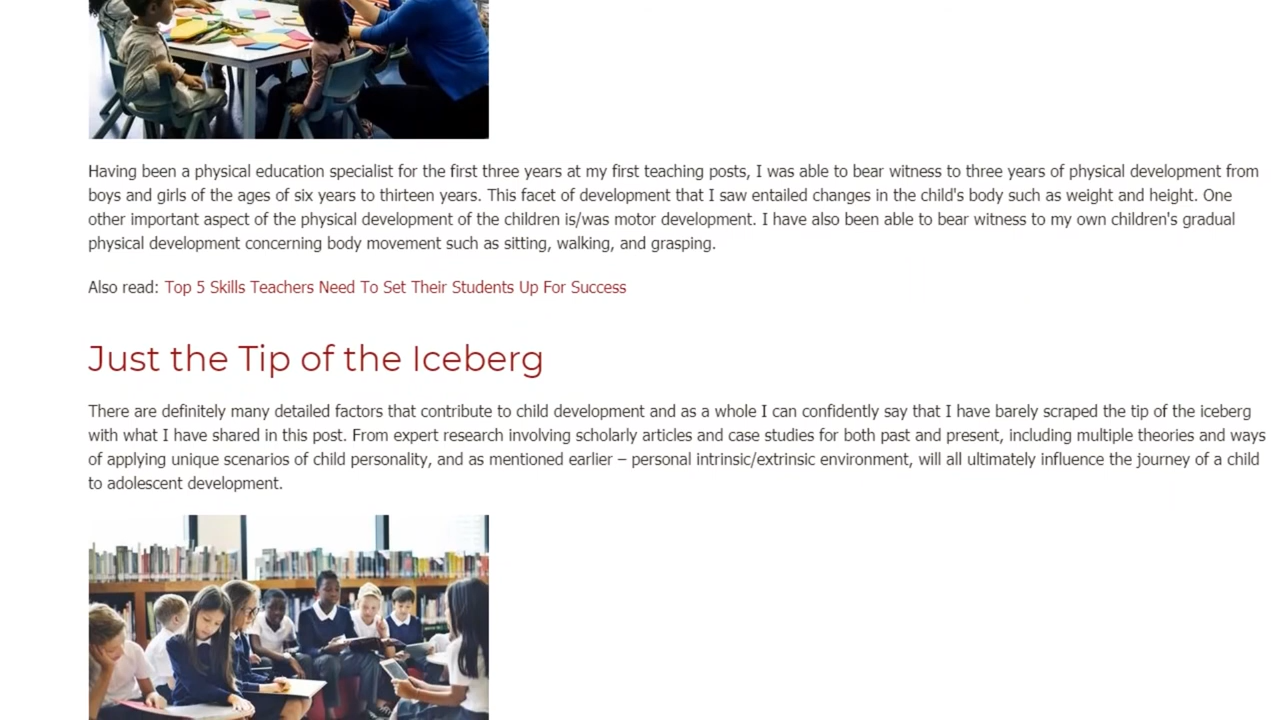 Having been a physical education specialist for the first three years at my first teaching posts, I was able to bear witness to three years of physical development from
boys and girls of the ages of six years to thirteen years. This facet of development that I saw entailed changes in the child's body such as weight and height. One
other important aspect of the physical development of the children is/was motor development. I have also been able to bear witness to my own children's gradual
physical development concerning body movement such as sitting, walking, and grasping.
Also read: Top 5 Skills Teachers Need To Set Their Students Up For Success
Just the Tip of the Iceberg
There are definitely many detailed factors that contribute to child development and as a whole I can confidently say that I have barely scraped the tip of the iceberg
with what I have shared in this post. From expert research involving scholarly articles and case studies for both past and present, including multiple theories and ways
of applying unique scenarios of child personality, and as mentioned earlier – personal intrinsic/extrinsic environment, will all ultimately influence the journey of a child
to adolescent development.